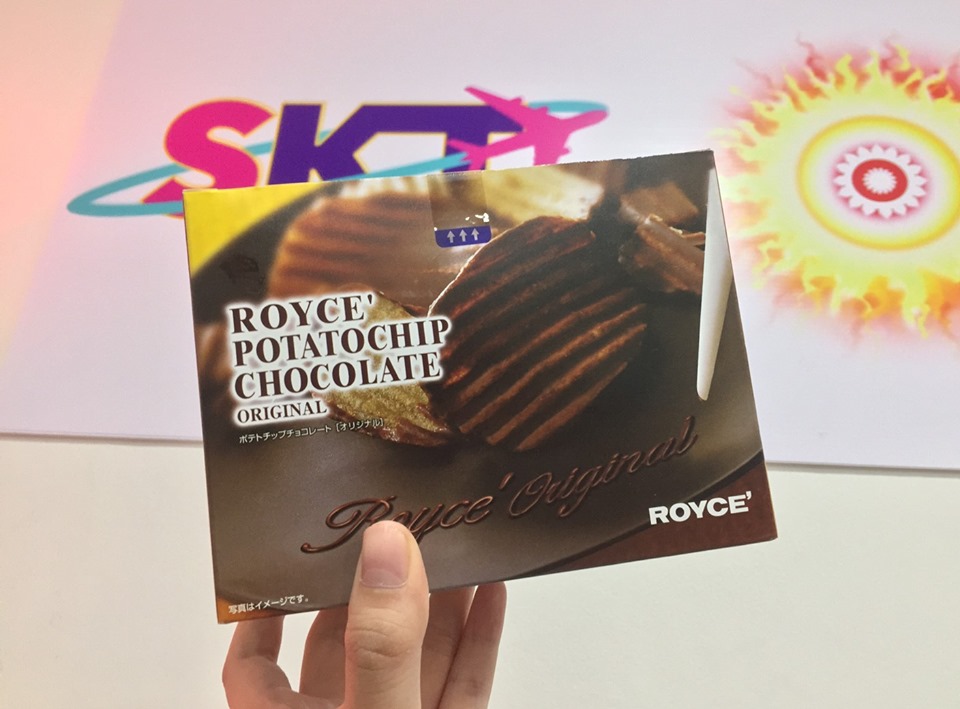 SKT
ROYCE'
POTATOCHIP
CHOCOLATE
ORIGINAL
ポテトチップチョコレート［オリジナル］
Royce' Original
ROYCE'
写真はイメージです。